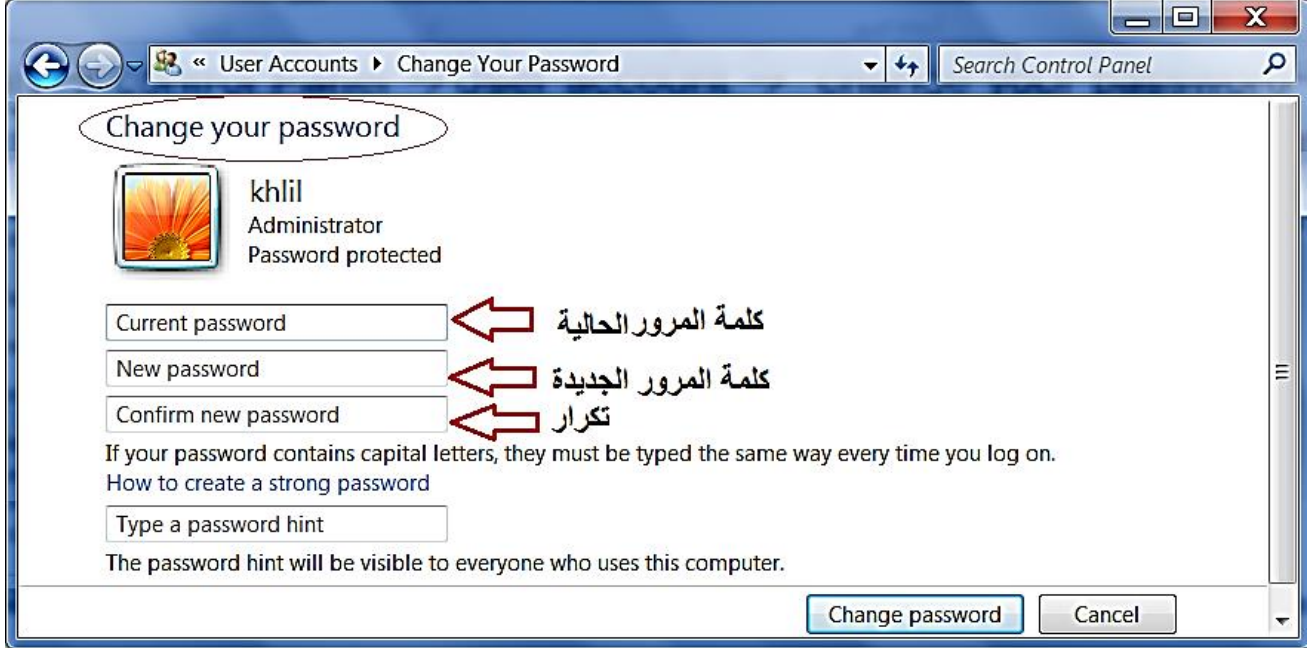 « User Accounts ▸ Change Your Password
Search Control Panel
Change your password
khlil
Administrator
Password protected
Current password
كلمة المرور الحالية
New password
كلمة المرور الجديدة
Confirm new password
تكرار
If your password contains capital letters, they must be typed the same way every time you log on.
How to create a strong password
Type a password hint
The password hint will be visible to everyone who uses this computer.
Change password
Cancel